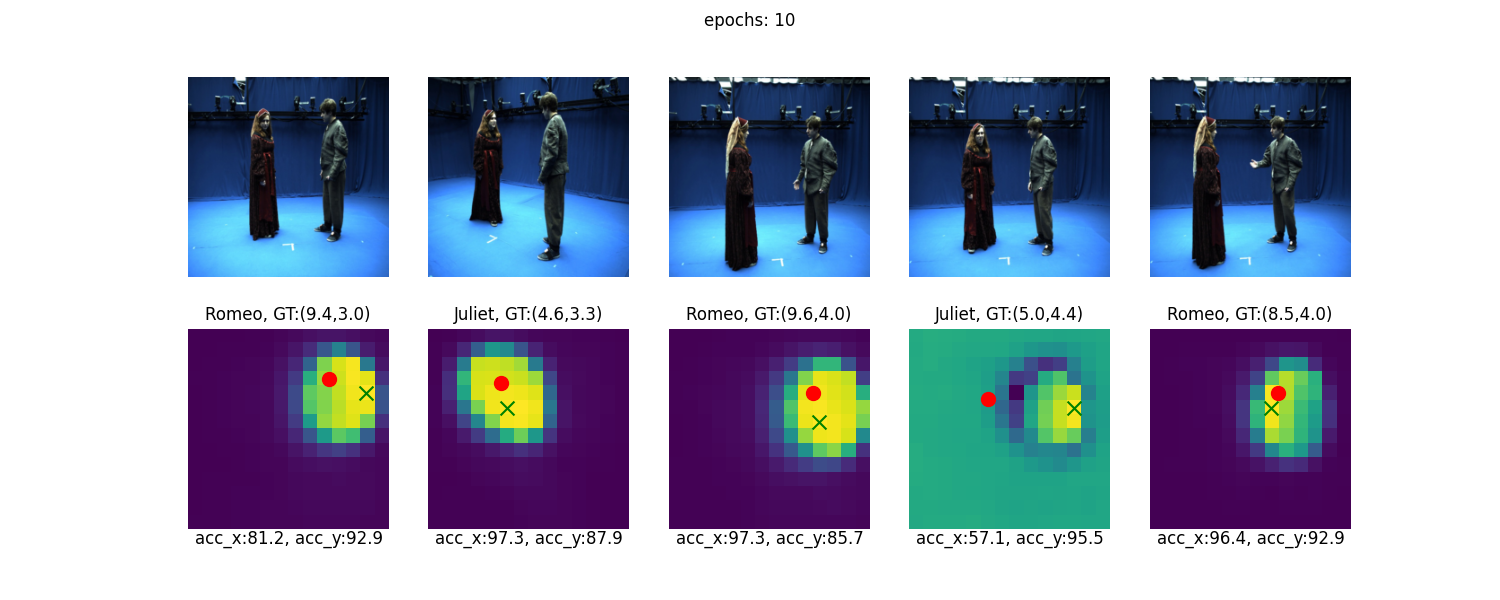 epochs: 10
Romeo, GT:(9.4,3.0)
Juliet, GT:(4.6,3.3)
Romeo, GT:(9.6,4.0)
Juliet, GT:(5.0,4.4)
Romeo, GT:(8.5,4.0)
acc_x:81.2, acc_y:92.9
acc_x:97.3, acc_y:87.9
acc_x:97.3, acc_y:85.7
acc_x:57.1, acc_y:95.5
acc_x:96.4, acc_y:92.9